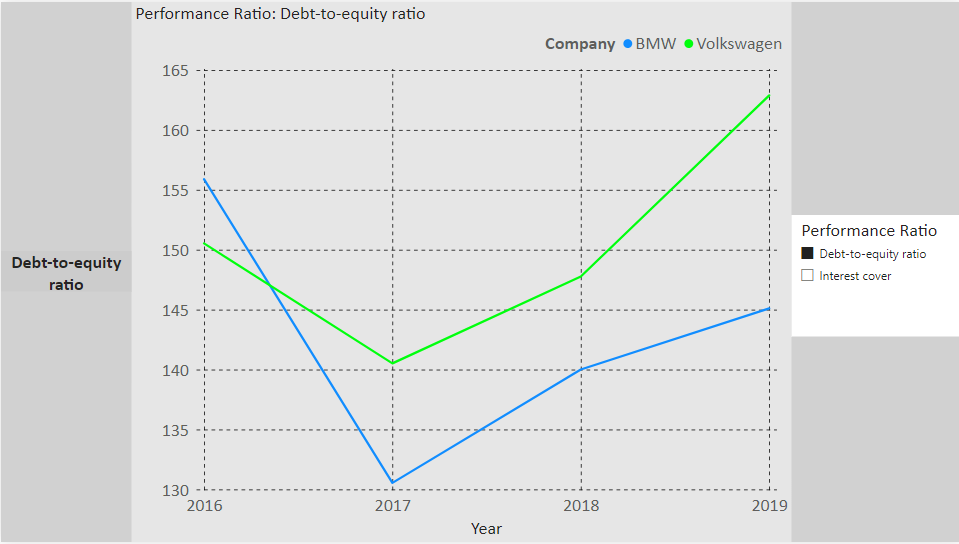 Performance Ratio: Debt-to-equity ratio
Company BMW Volkswagen
165
160
155
150
145
140
135
130
2016 2017 2018 2019
Year
Debt-to-equity
ratio
Performance Ratio
Debt-to-equity ratio
Interest cover